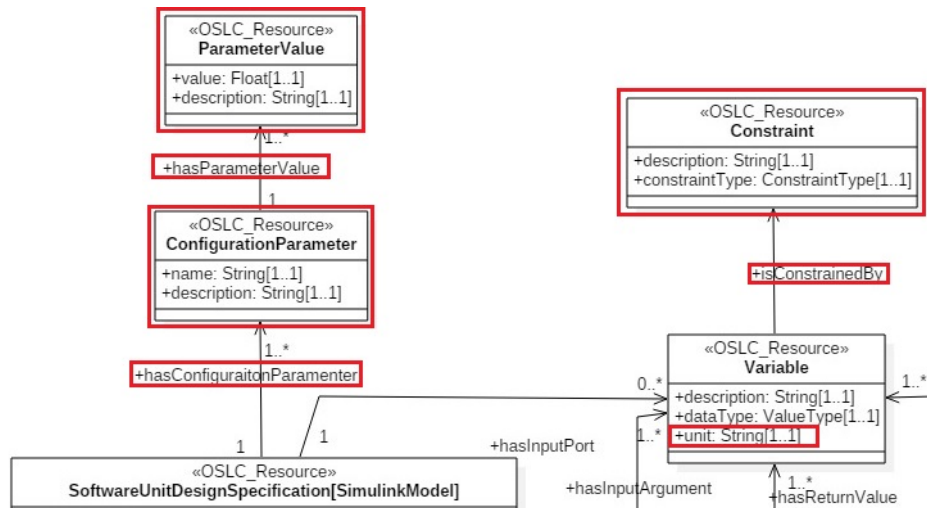 «OSLC_Resource»
ParameterValue
+value: Float[1..1]
+description: String[1..1]
1..*
+hasParameterValue
1
«OSLC_Resource»
ConfigurationParameter
+name: String[1..1]
+description: String[1..1]
1..*
+hasConfiguraitonParamenter
1
1
«OSLC_Resource»
SoftwareUnitDesignSpecification[SimulinkModel]
«OSLC_Resource»
Constraint
+description: String[1..1]
+constraintType: ConstraintType[1..1]
+isConstrainedBy
«OSLC_Resource»
Variable
+description: String[1..1]
+dataType: ValueType[1..1]
+unit: String[1..1]
0..*
1..*
1..*
+hasInputPort
+hasInputArgument
1..*
+hasReturnValue